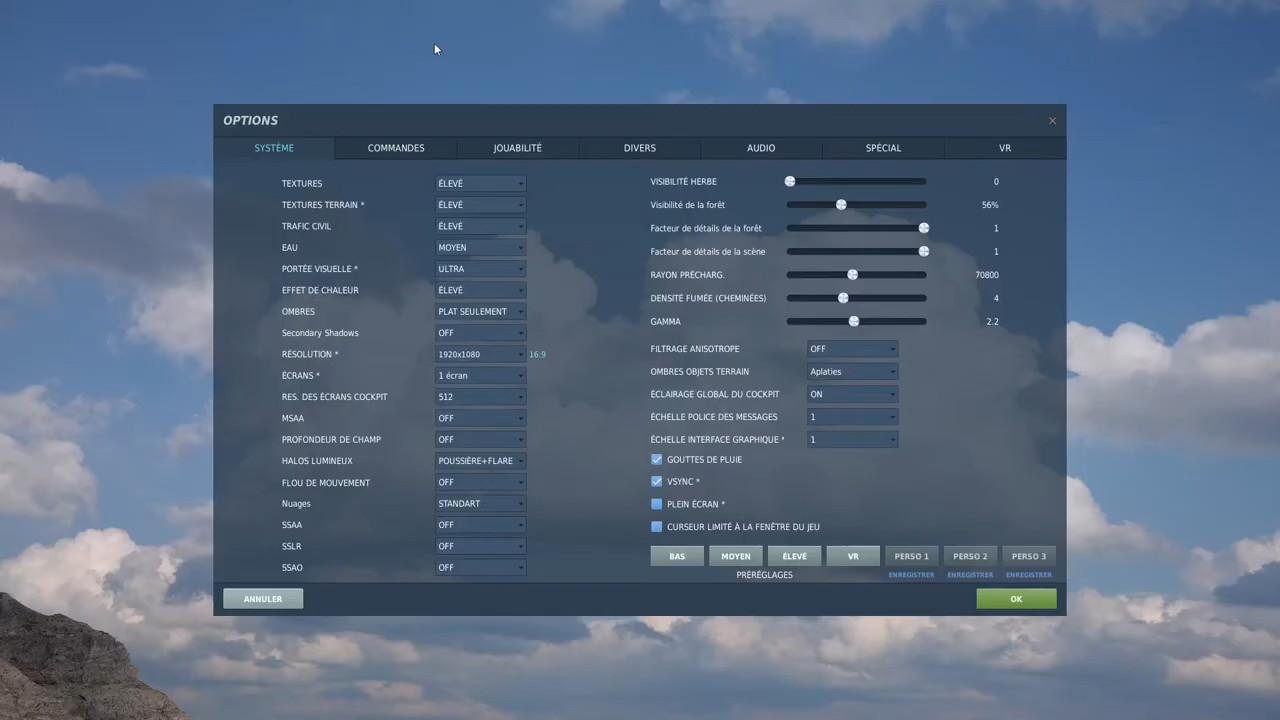 OPTIONS
SYSTÈME COMMANDES JOUABILITÉ DIVERS AUDIO SPÉCIAL VR
TEXTURES ÉLEVÉ
TEXTURES TERRAIN * ÉLEVÉ
TRAFIC CIVIL ÉLEVÉ
EAU MOYEN
PORTÉE VISUELLE * ULTRA
EFFET DE CHALEUR ÉLEVÉ
OMBRES PLAT SEULEMENT
Secondary Shadows OFF
RÉSOLUTION * 1920x1080 16:9
ÉCRANS * 1 écran
RES. DES ÉCRANS COCKPIT 512
MSAA OFF
PROFONDEUR DE CHAMP OFF
HALOS LUMINEUX POUSSIÈRE+FLARE
FLOU DE MOUVEMENT OFF
Nuages STANDART
SSAA OFF
SSLR OFF
SSAO OFF
VISIBILITÉ HERBE 0
Visibilité de la forêt 56%
Facteur de détails de la forêt 1
Facteur de détails de la scène 1
RAYON PRÉCHARG. 70800
DENSITÉ FUMÉE (CHEMINÉES) 4
GAMMA 2.2
FILTRAGE ANISOTROPE OFF
OMBRES OBJETS TERRAIN Aplaties
ÉCLAIRAGE GLOBAL DU COCKPIT ON
ÉCHELLE POLICE DES MESSAGES 1
ÉCHELLE INTERFACE GRAPHIQUE * 1
GOUTTES DE PLUIE
VSYNC *
PLEIN ÉCRAN *
CURSEUR LIMITÉ À LA FENÊTRE DU JEU
BAS MOYEN ÉLEVÉ VR PERSO 1 PERSO 2 PERSO 3
PRÉRÉGLAGES ENREGISTRER ENREGISTRER ENREGISTRER
ANNULER OK